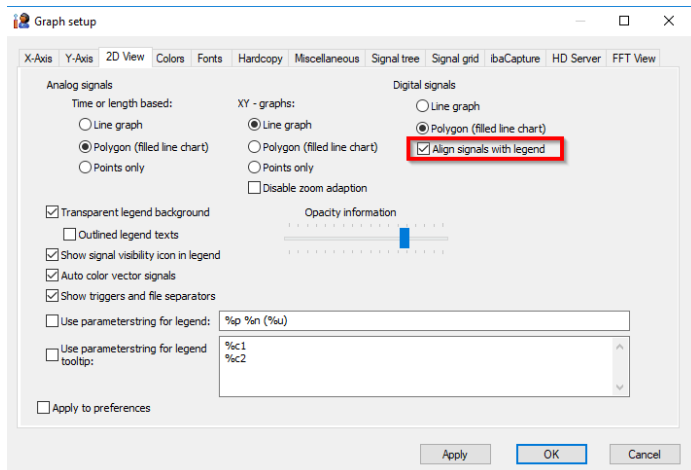 Graph setup
X-Axis Y-Axis 2D View Colors Fonts Hardcopy Miscellaneous Signal tree Signal grid ibaCapture HD Server FFT View
Analog signals
Time or length based:
Line graph
Polygon (filled line chart)
Points only
XY - graphs:
Line graph
Polygon (filled line chart)
Points only
Disable zoom adaption
Digital signals
Line graph
Polygon (filled line chart)
Align signals with legend
Transparent legend background
Outlined legend texts
Show signal visibility icon in legend
Auto color vector signals
Show triggers and file separators
Opacity information
Use parameterstring for legend: %p %n (%u)
Use parameterstring for legend
tooltip:
%c1
%c2
Apply to preferences
Apply OK Cancel